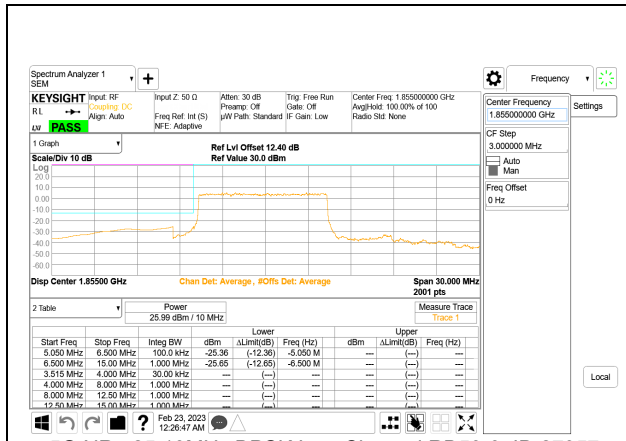 Spectrum Analyzer 1
SEM
Frequency
KEYSIGHT
Input: RF
Input Z: 50 Ω
Atten: 30 dB
Trig: Free Run
Center Freq: 1.855000000 GHz
RL
Coupling: DC
Preamp: Off
Gate: Off
Avg|Hold: 100.00% of 100
Align: Auto
Freq Ref: Int (S)
µW Path: Standard
IF Gain: Low
Radio Std: None
NFE: Adaptive
PASS
Center Frequency
1.855000000 GHz
Settings
CF Step
3.000000 MHz
Auto
Man
Freq Offset
0 Hz
1 Graph
Ref Lvl Offset 12.40 dB
Scale/Div 10 dB
Ref Value 30.0 dBm
Log
20.0
10.0
0.00
-10.0
-20.0
-30.0
-40.0
-50.0
-60.0
Disp Center 1.85500 GHz
Chan Det: Average, #Offs Det: Average
Span 30.000 MHz
2001 pts
2 Table
Power
25.99 dBm / 10 MHz
Measure Trace
Trace 1
Lower
Upper
Start Freq Stop Freq Integ BW dBm ΔLimit(dB) Freq (Hz) dBm ΔLimit(dB) Freq (Hz)
5.050 MHz 6.500 MHz 100.0 kHz -25.36 (-12.36) -5.050 M --- (---) ---
6.500 MHz 15.00 MHz 1.000 MHz -25.65 (-12.65) -6.500 M --- (---) ---
3.515 MHz 4.000 MHz 30.00 kHz --- (---) --- --- (---) ---
4.000 MHz 8.000 MHz 1.000 MHz --- (---) --- --- (---) ---
8.000 MHz 12.50 MHz 1.000 MHz --- (---) --- --- (---) ---
12.50 MHz 15.00 MHz 1.000 MHz --- (---) --- --- (---) ---
Local
?
Feb 23, 2023
12:26:47 AM